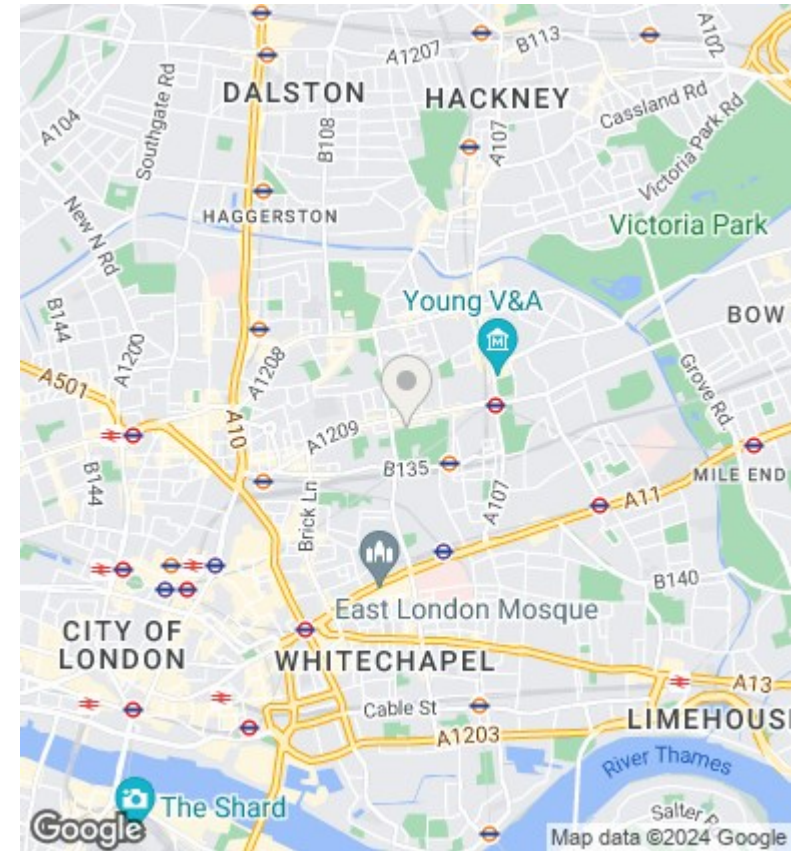 A1207
B113
A102
DALSTON
HACKNEY
Cassland Rd
A104
Southgate Rd
B108
A107
Victoria Park Rd
HAGGERSTON
New N Rd
Victoria Park
Young V&A
BOW
B144
A1200
A1208
Grove Rd
A501
A10
A1209
B135
MILE END
B144
Brick Ln
A107
A11
B140
East London Mosque
CITY OF
LONDON
WHITECHAPEL
A13
Cable St
LIMEHOUS
A1203
River Thames
The Shard
Salter
Google
Map data ©2024 Google